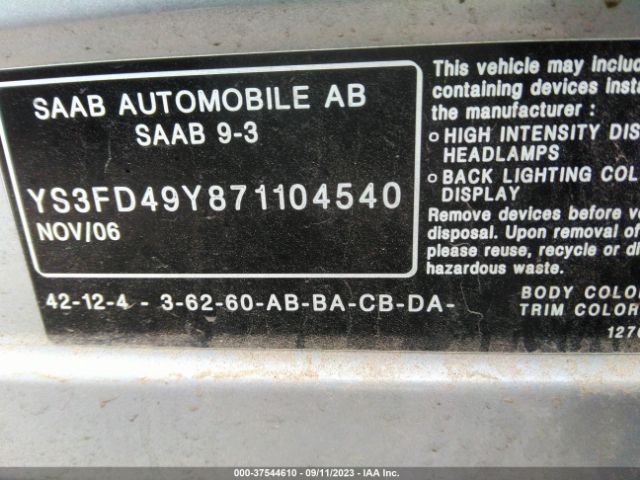 SAAB AUTOMOBILE AB
SAAB 9-3
YS3FD49Y871104540
NOV/06
42-12-4 - 3-62-60-AB-BA-CB-DA-
This vehicle may includ
containing devices insta
the manufacturer :
o HIGH INTENSITY DIS
HEADLAMPS
o BACK LIGHTING COL
DISPLAY
Remove devices before v
disposal. Upon removal of
please reuse, recycle or di
hazardous waste.
BODY COLO
TRIM COLOR
127
000-37544610 - 09/11/2023 - IAA Inc.